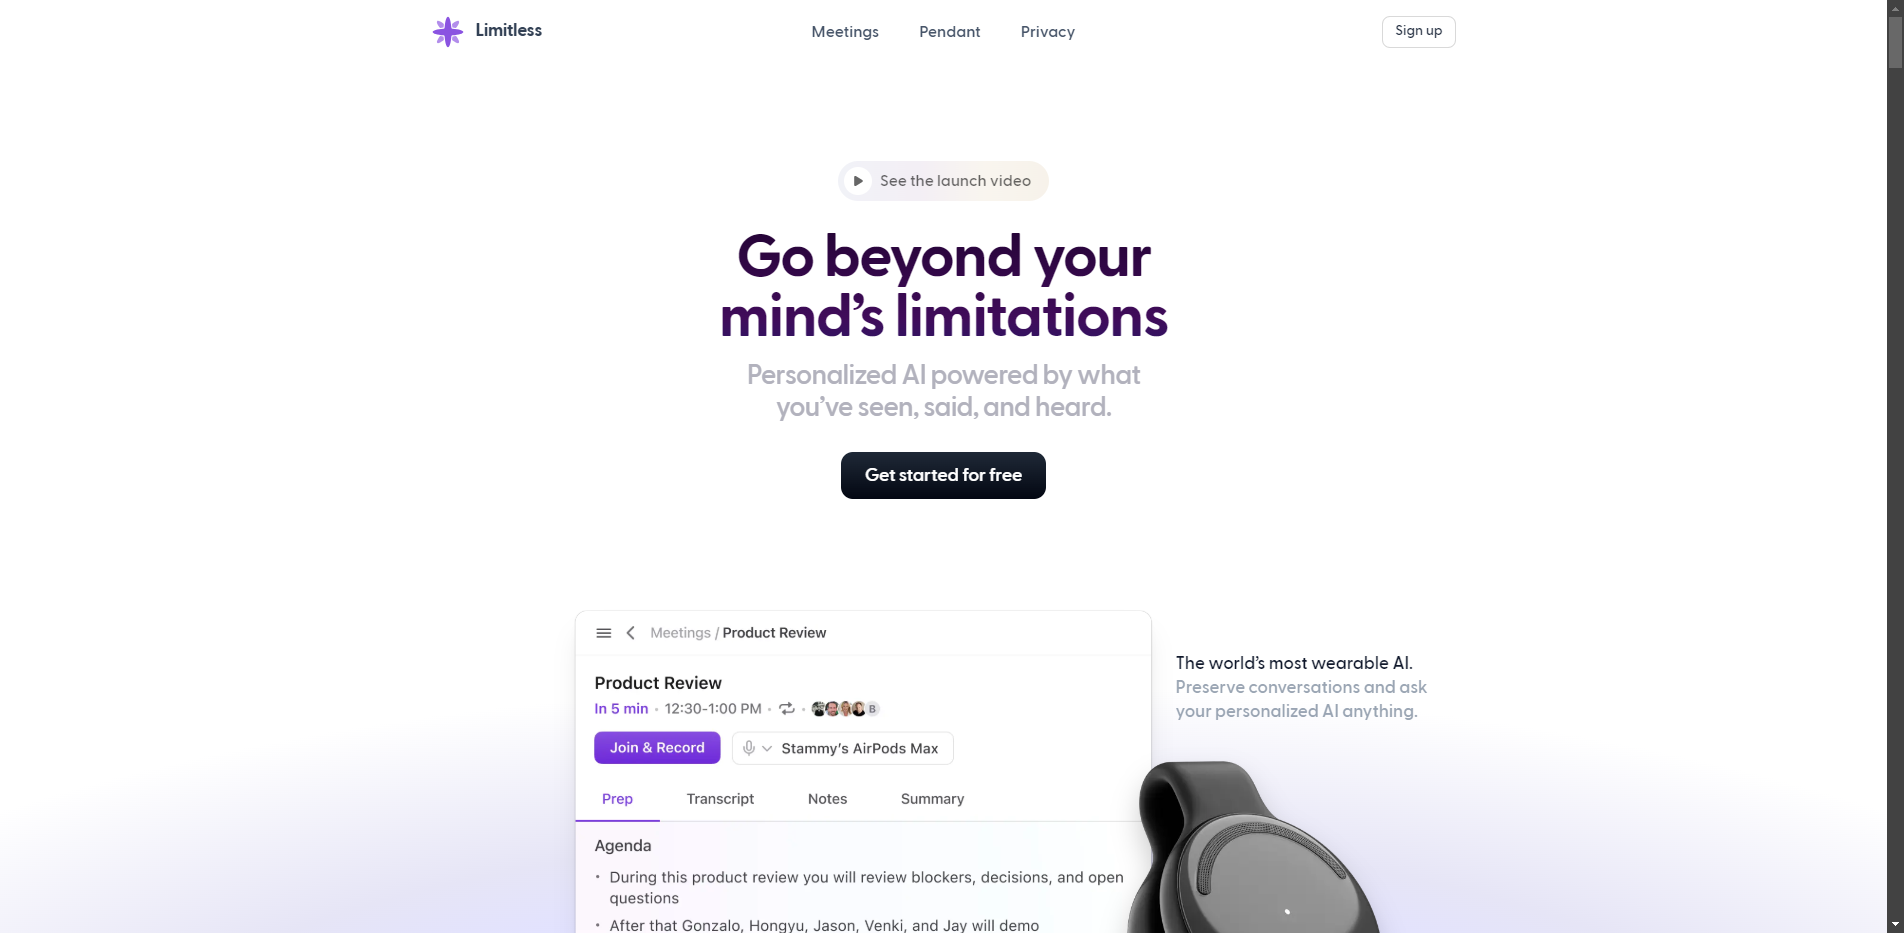 Limitless
Meetings
Pendant
Privacy
Sign up
See the launch video
Go beyond your
mind’s limitations
Personalized AI powered by what
you’ve seen, said, and heard.
Get started for free
Meetings / Product Review
Product Review
In 5 min • 12:30-1:00 PM • • B
Join & Record
Stammy’s AirPods Max
Prep
Transcript
Notes
Summary
Agenda
• During this product review you will review blockers, decisions, and open
questions
• After that Gonzalo, Hongyu, Jason, Venki, and Jay will demo
The world’s most wearable AI.
Preserve conversations and ask
your personalized AI anything.